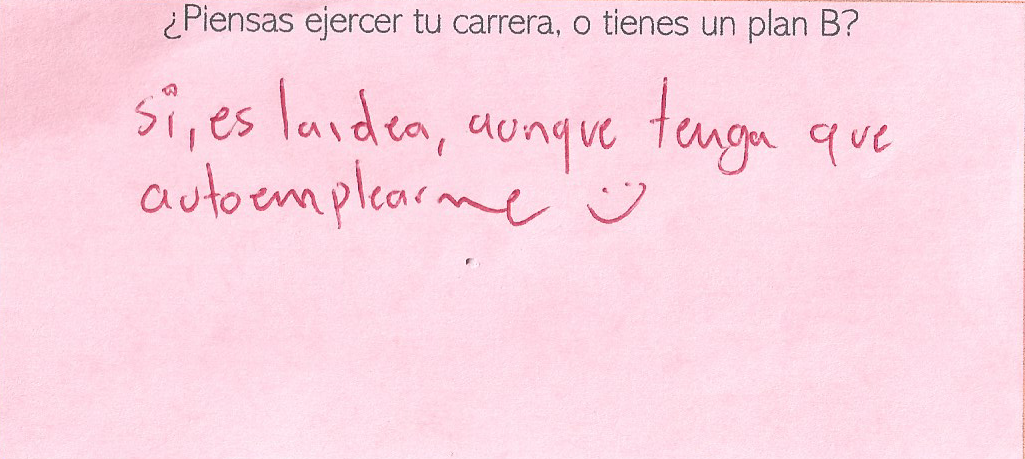 ¿Piensas ejercer tu carrera, o tienes un plan B?
sí, es la idea, aunque tenga que
autoemplearme :)